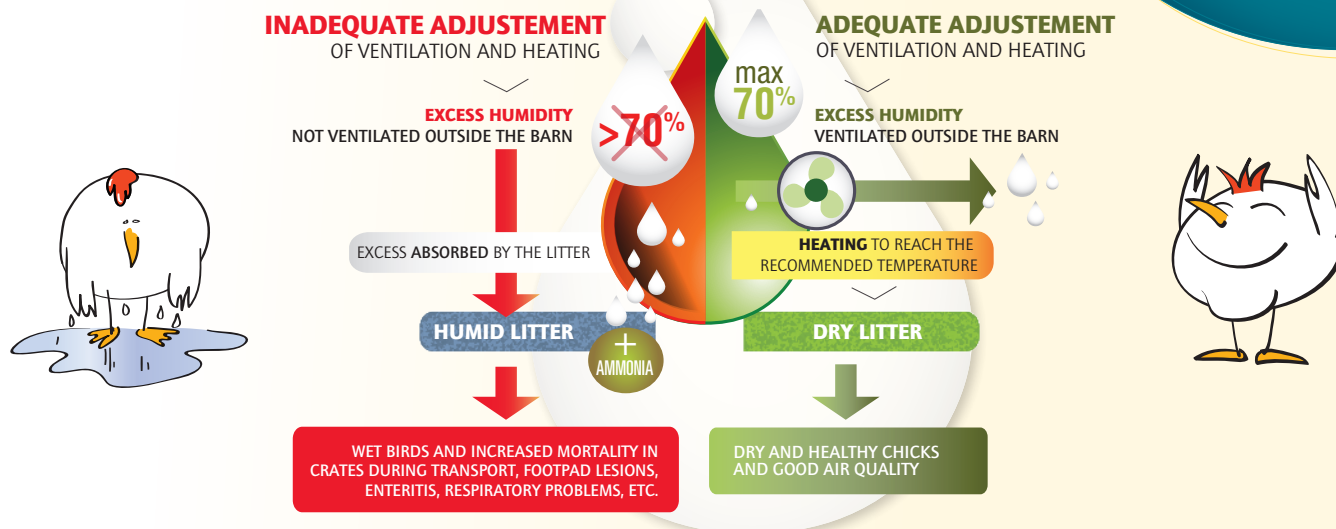 INADEQUATE ADJUSTEMENT
OF VENTILATION AND HEATING
EXCESS HUMIDITY
NOT VENTILATED OUTSIDE THE BARN
>70%
EXCESS ABSORBED BY THE LITTER
HUMID LITTER
+
AMMONIA
WET BIRDS AND INCREASED MORTALITY IN
CRATES DURING TRANSPORT, FOOTPAD LESIONS,
ENTERITIS, RESPIRATORY PROBLEMS, ETC.
ADEQUATE ADJUSTEMENT
OF VENTILATION AND HEATING
max
70%
EXCESS HUMIDITY
VENTILATED OUTSIDE THE BARN
HEATING TO REACH THE
RECOMMENDED TEMPERATURE
DRY LITTER
DRY AND HEALTHY CHICKS
AND GOOD AIR QUALITY